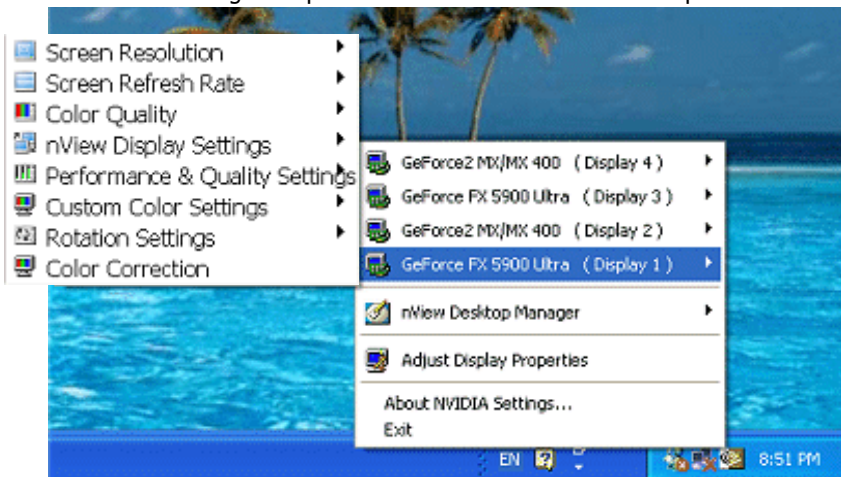 Screen Resolution
Screen Refresh Rate
Color Quality
nView Display Settings
Performance & Quality Settings
Custom Color Settings
Rotation Settings
Color Correction
GeForce2 MX/MX 400 ( Display 4 )
GeForce FX 5900 Ultra ( Display 3 )
GeForce2 MX/MX 400 ( Display 2 )
GeForce FX 5900 Ultra ( Display 1 )
nView Desktop Manager
Adjust Display Properties
About NVIDIA Settings...
Exit
EN
8:51 PM